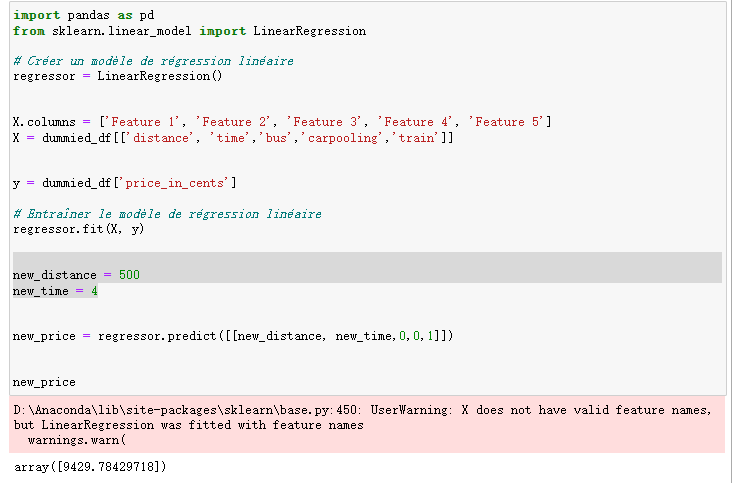 import pandas as pd
from sklearn.linear_model import LinearRegression
# Créer un modèle de régression linéaire
regressor = LinearRegression()
X.columns = ['Feature 1', 'Feature 2', 'Feature 3', 'Feature 4', 'Feature 5']
X = dummied_df[['distance', 'time','bus','carpooling','train']]
y = dummied_df['price_in_cents']
# Entraîner le modèle de régression linéaire
regressor.fit(X, y)
new_distance = 500
new_time = 4
new_price = regressor.predict([[new_distance, new_time,0,0,1]])
new_price
D:\Anaconda\lib\site-packages\sklearn\base.py:450: UserWarning: X does not have valid feature names,
but LinearRegression was fitted with feature names
  warnings.warn(
array([9429.78429718])